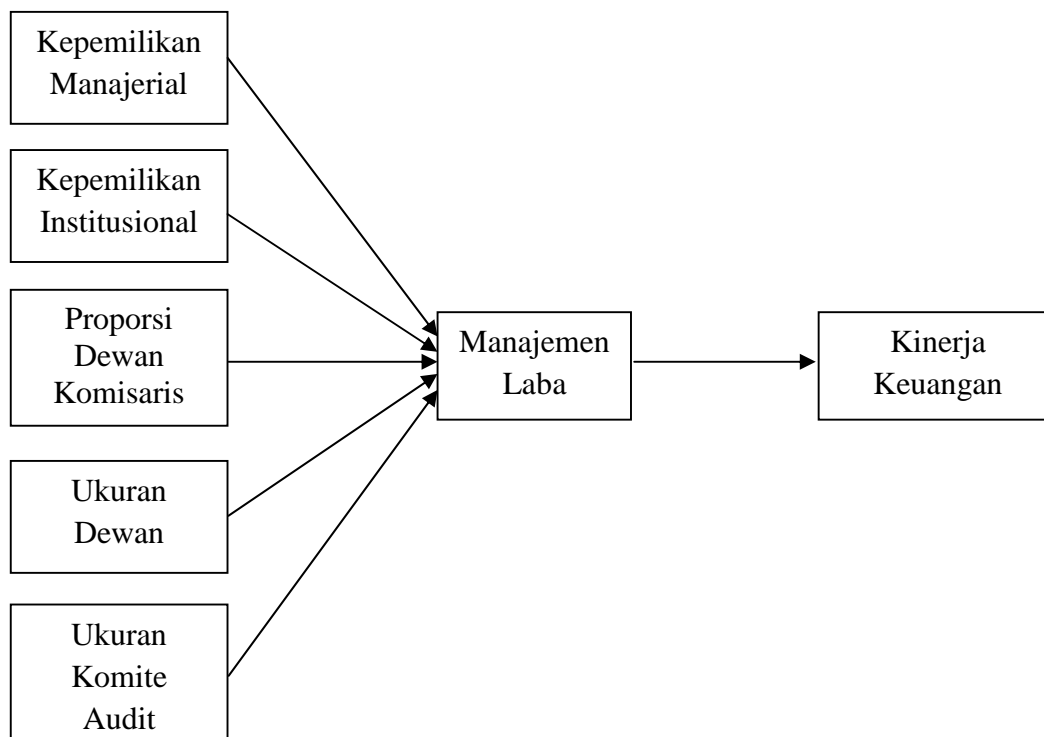 Kepemilikan
Manajerial
Kepemilikan
Institusional
Proporsi
Dewan
Komisaris
Ukuran
Dewan
Ukuran
Komite
Audit
Manajemen
Laba
Kinerja
Keuangan